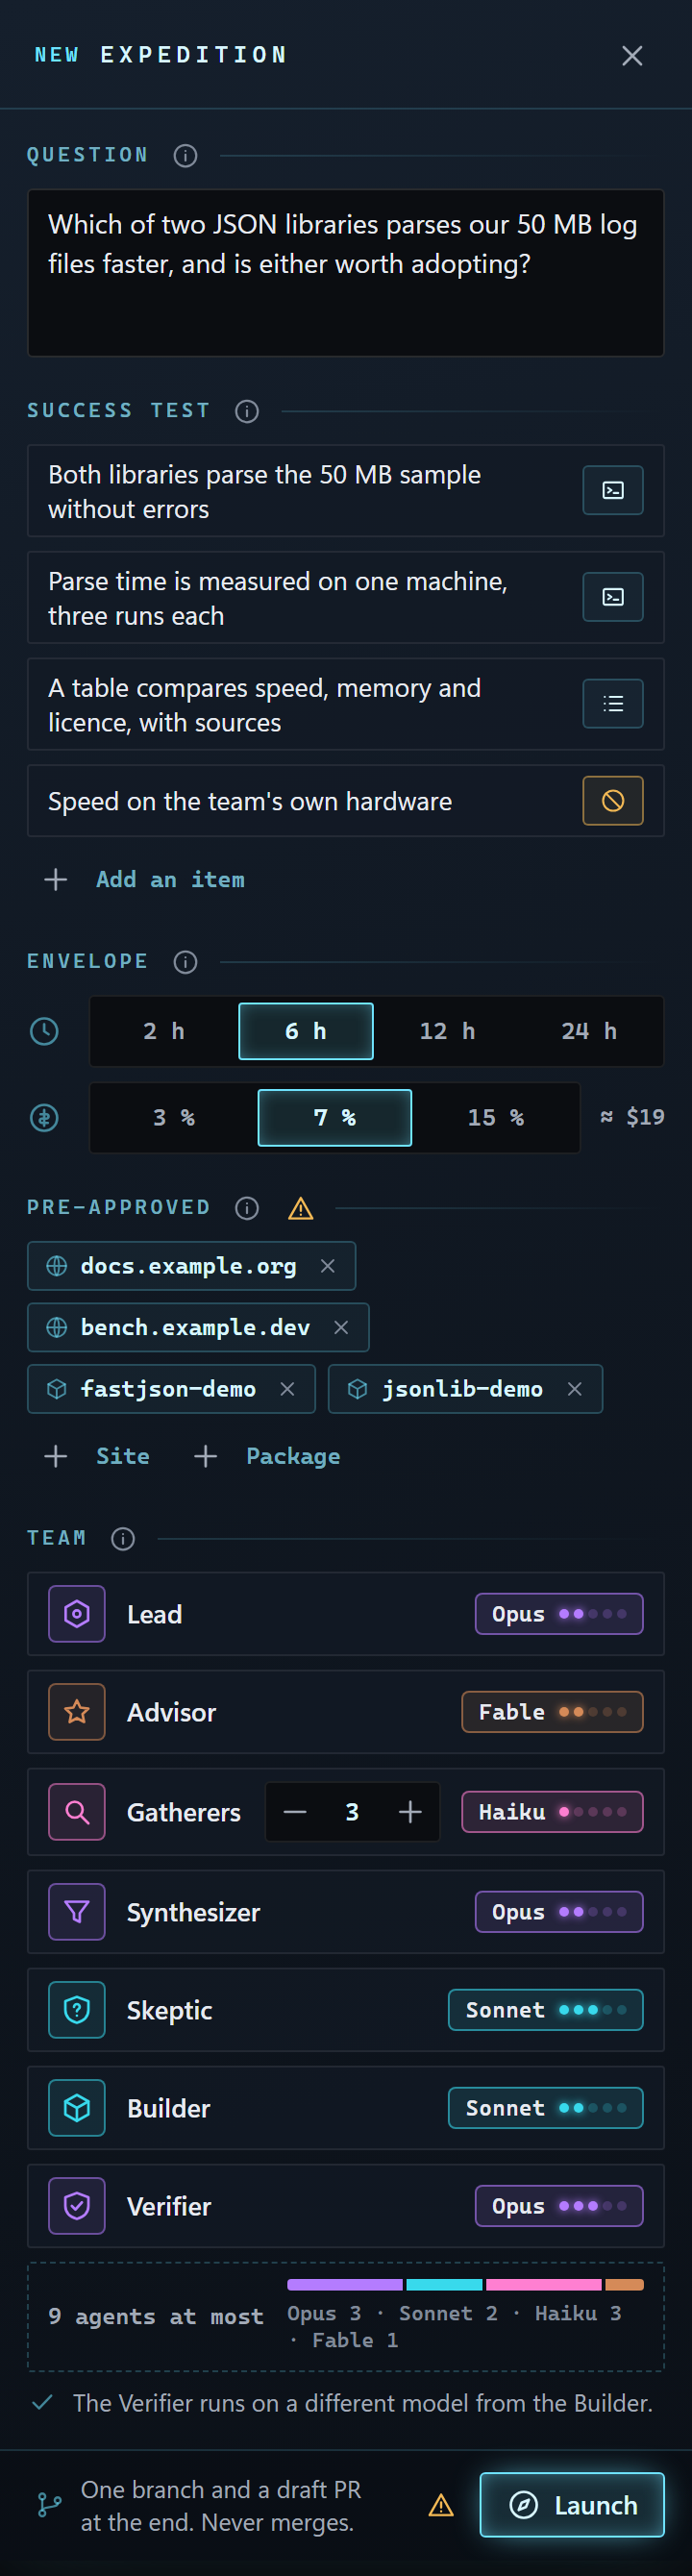 NEW EXPEDITION
QUESTION
Which of two JSON libraries parses our 50 MB log
files faster, and is either worth adopting?
SUCCESS TEST
Both libraries parse the 50 MB sample
without errors
Parse time is measured on one machine,
three runs each
A table compares speed, memory and
licence, with sources
Speed on the team's own hardware
Add an item
ENVELOPE
2 h 6 h 12 h 24 h
3 % 7 % 15 % ≈ $19
PRE-APPROVED
docs.example.org
bench.example.dev
fastjson-demo jsonlib-demo
Site Package
TEAM
Lead Opus
Advisor Fable
Gatherers 3 Haiku
Synthesizer Opus
Skeptic Sonnet
Builder Sonnet
Verifier Opus
9 agents at most
Opus 3 · Sonnet 2 · Haiku 3
· Fable 1
The Verifier runs on a different model from the Builder.
One branch and a draft PR
at the end. Never merges.
Launch